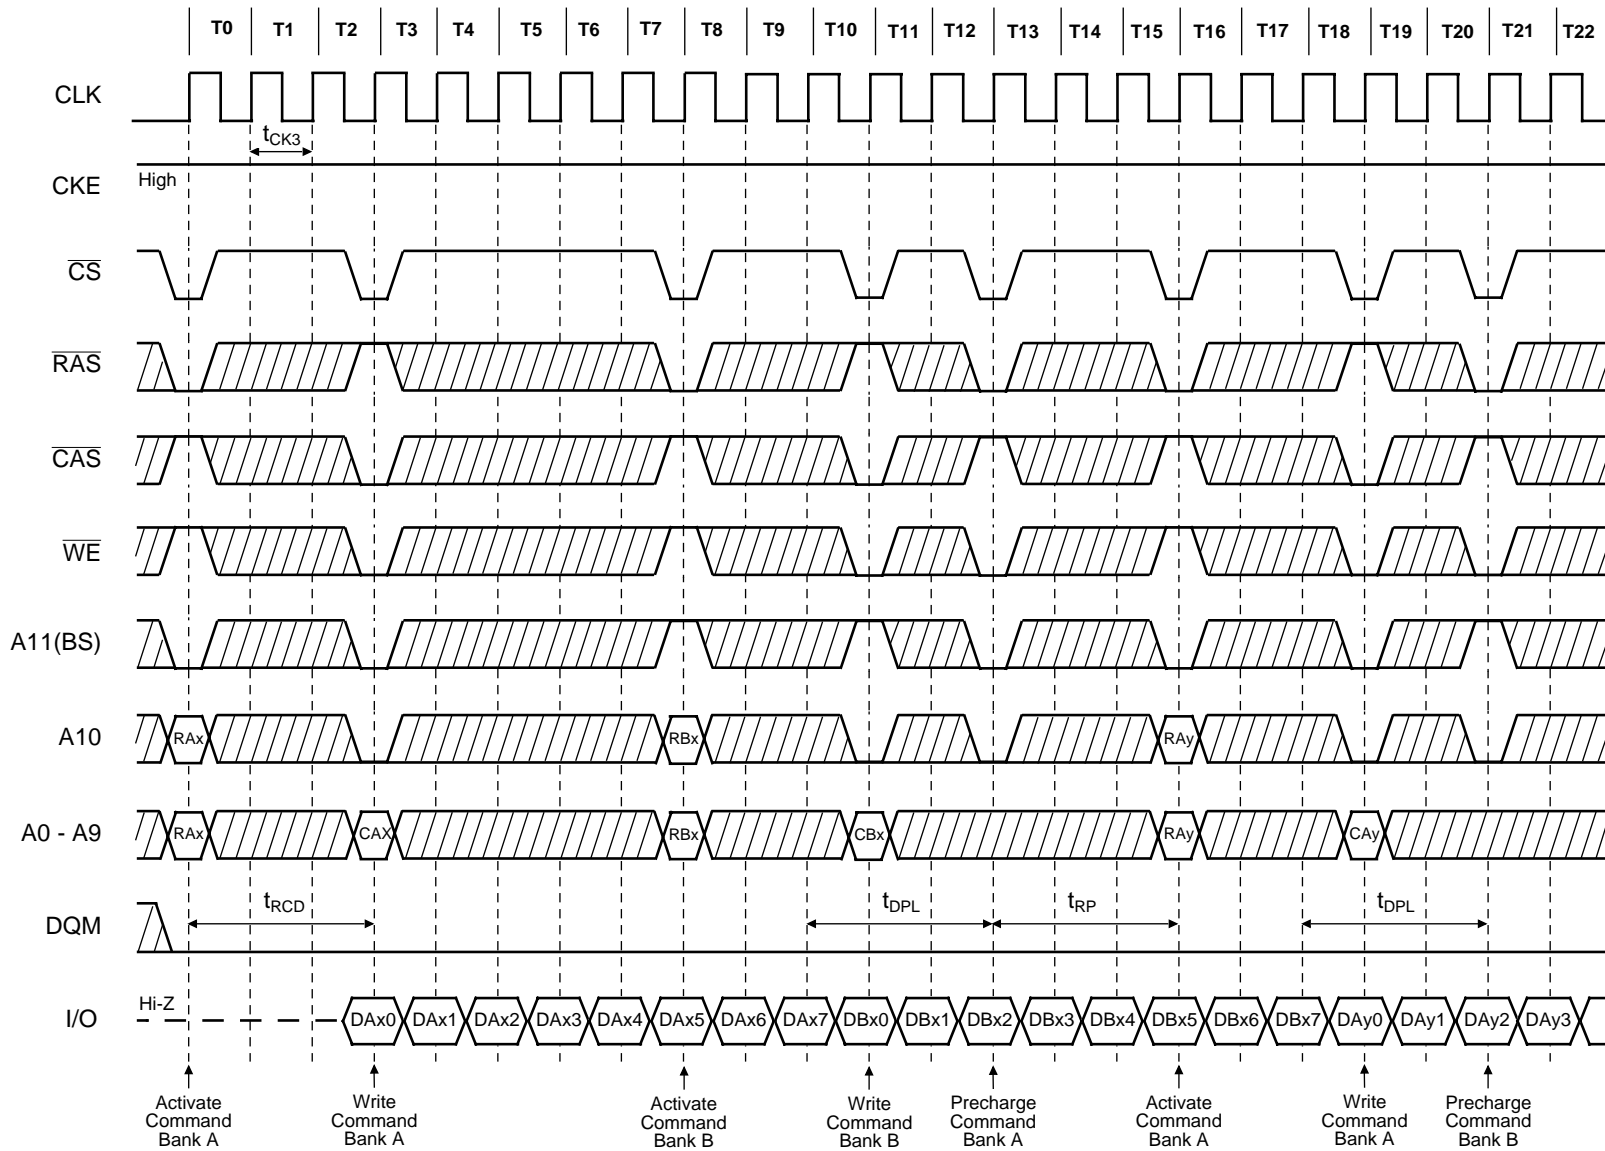 T0 T1 T2 T3 T4 T5 T6 T7 T8 T9 T10 T11 T12 T13 T14 T15 T16 T17 T18 T19 T20 T21 T22
CLK
tCK3
CKE High
CS
RAS
CAS
WE
A11(BS)
A10 RAx RBx RAy
A0 - A9 RAx CAX RBx CBx RAy CAy
DQM tRCD tDPL tRP tDPL
I/O Hi-Z DAx0 DAx1 DAx2 DAx3 DAx4 DAx5 DAx6 DAx7 DBx0 DBx1 DBx2 DBx3 DBx4 DBx5 DBx6 DBx7 DAy0 DAy1 DAy2 DAy3
Activate Command Bank A
Write Command Bank A
Activate Command Bank B
Write Command Bank B
Precharge Command Bank A
Activate Command Bank A
Write Command Bank A
Precharge Command Bank B